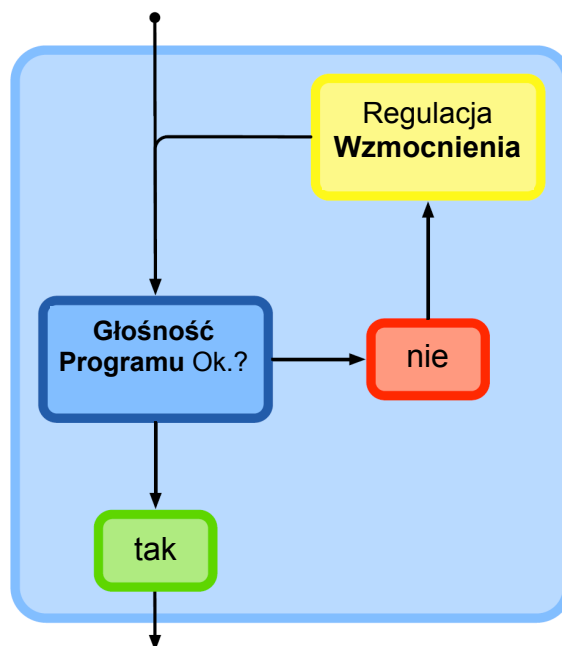 Regulacja
Wzmocnienia
Głośność
Programu Ok.?
nie
tak